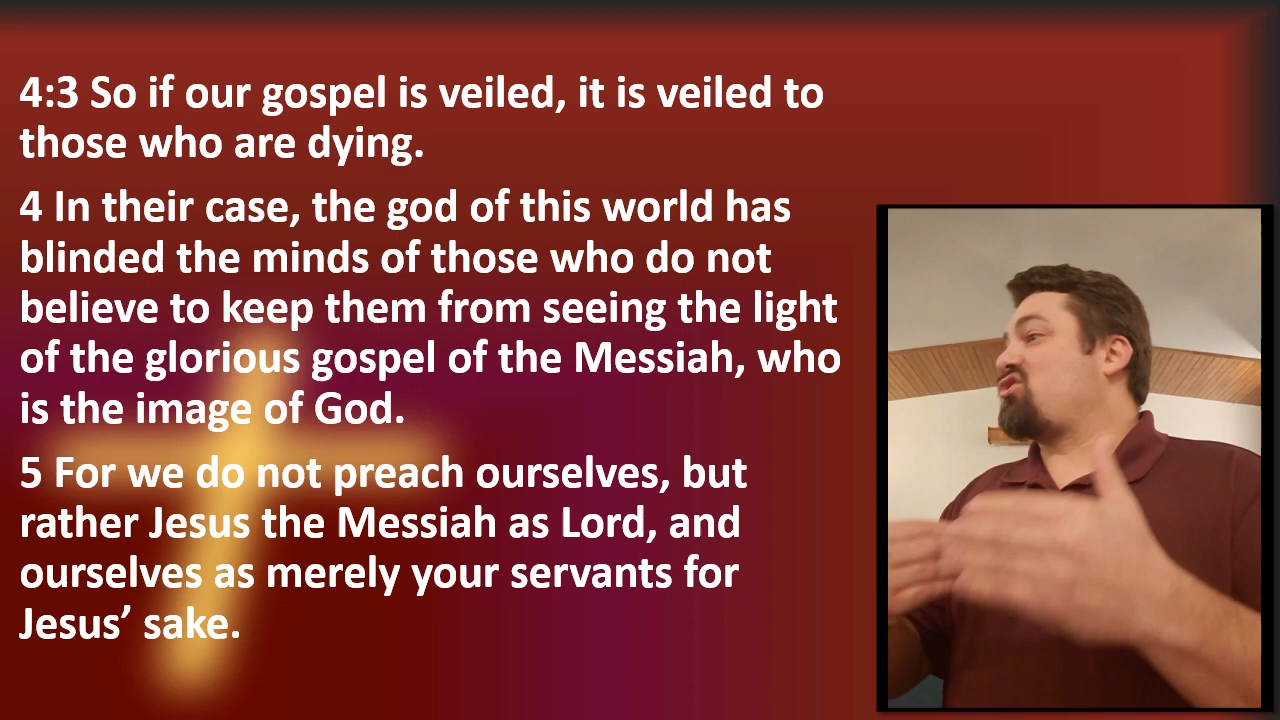 4:3 So if our gospel is veiled, it is veiled to
those who are dying.
4 In their case, the god of this world has
blinded the minds of those who do not
believe to keep them from seeing the light
of the glorious gospel of the Messiah, who
is the image of God.
5 For we do not preach ourselves, but
rather Jesus the Messiah as Lord, and
ourselves as merely your servants for
Jesus’ sake.